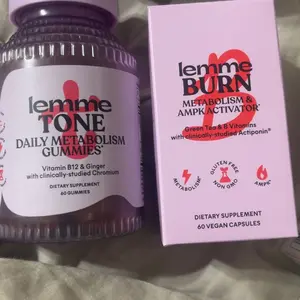 lemme
TONE
DAILY METABOLISM
GUMMIES*
Vitamin B12 & Ginger
with clinically-studied Chromium
DIETARY SUPPLEMENT
60 GUMMIES
lemme
BURN
METABOLISM &
AMPK ACTIVATOR*
Green Tea & B Vitamins
with clinically-studied Actiponin®
METABOLISM*
GLUTEN FREE
NON GMO
AMPK*
DIETARY SUPPLEMENT
60 VEGAN CAPSULES